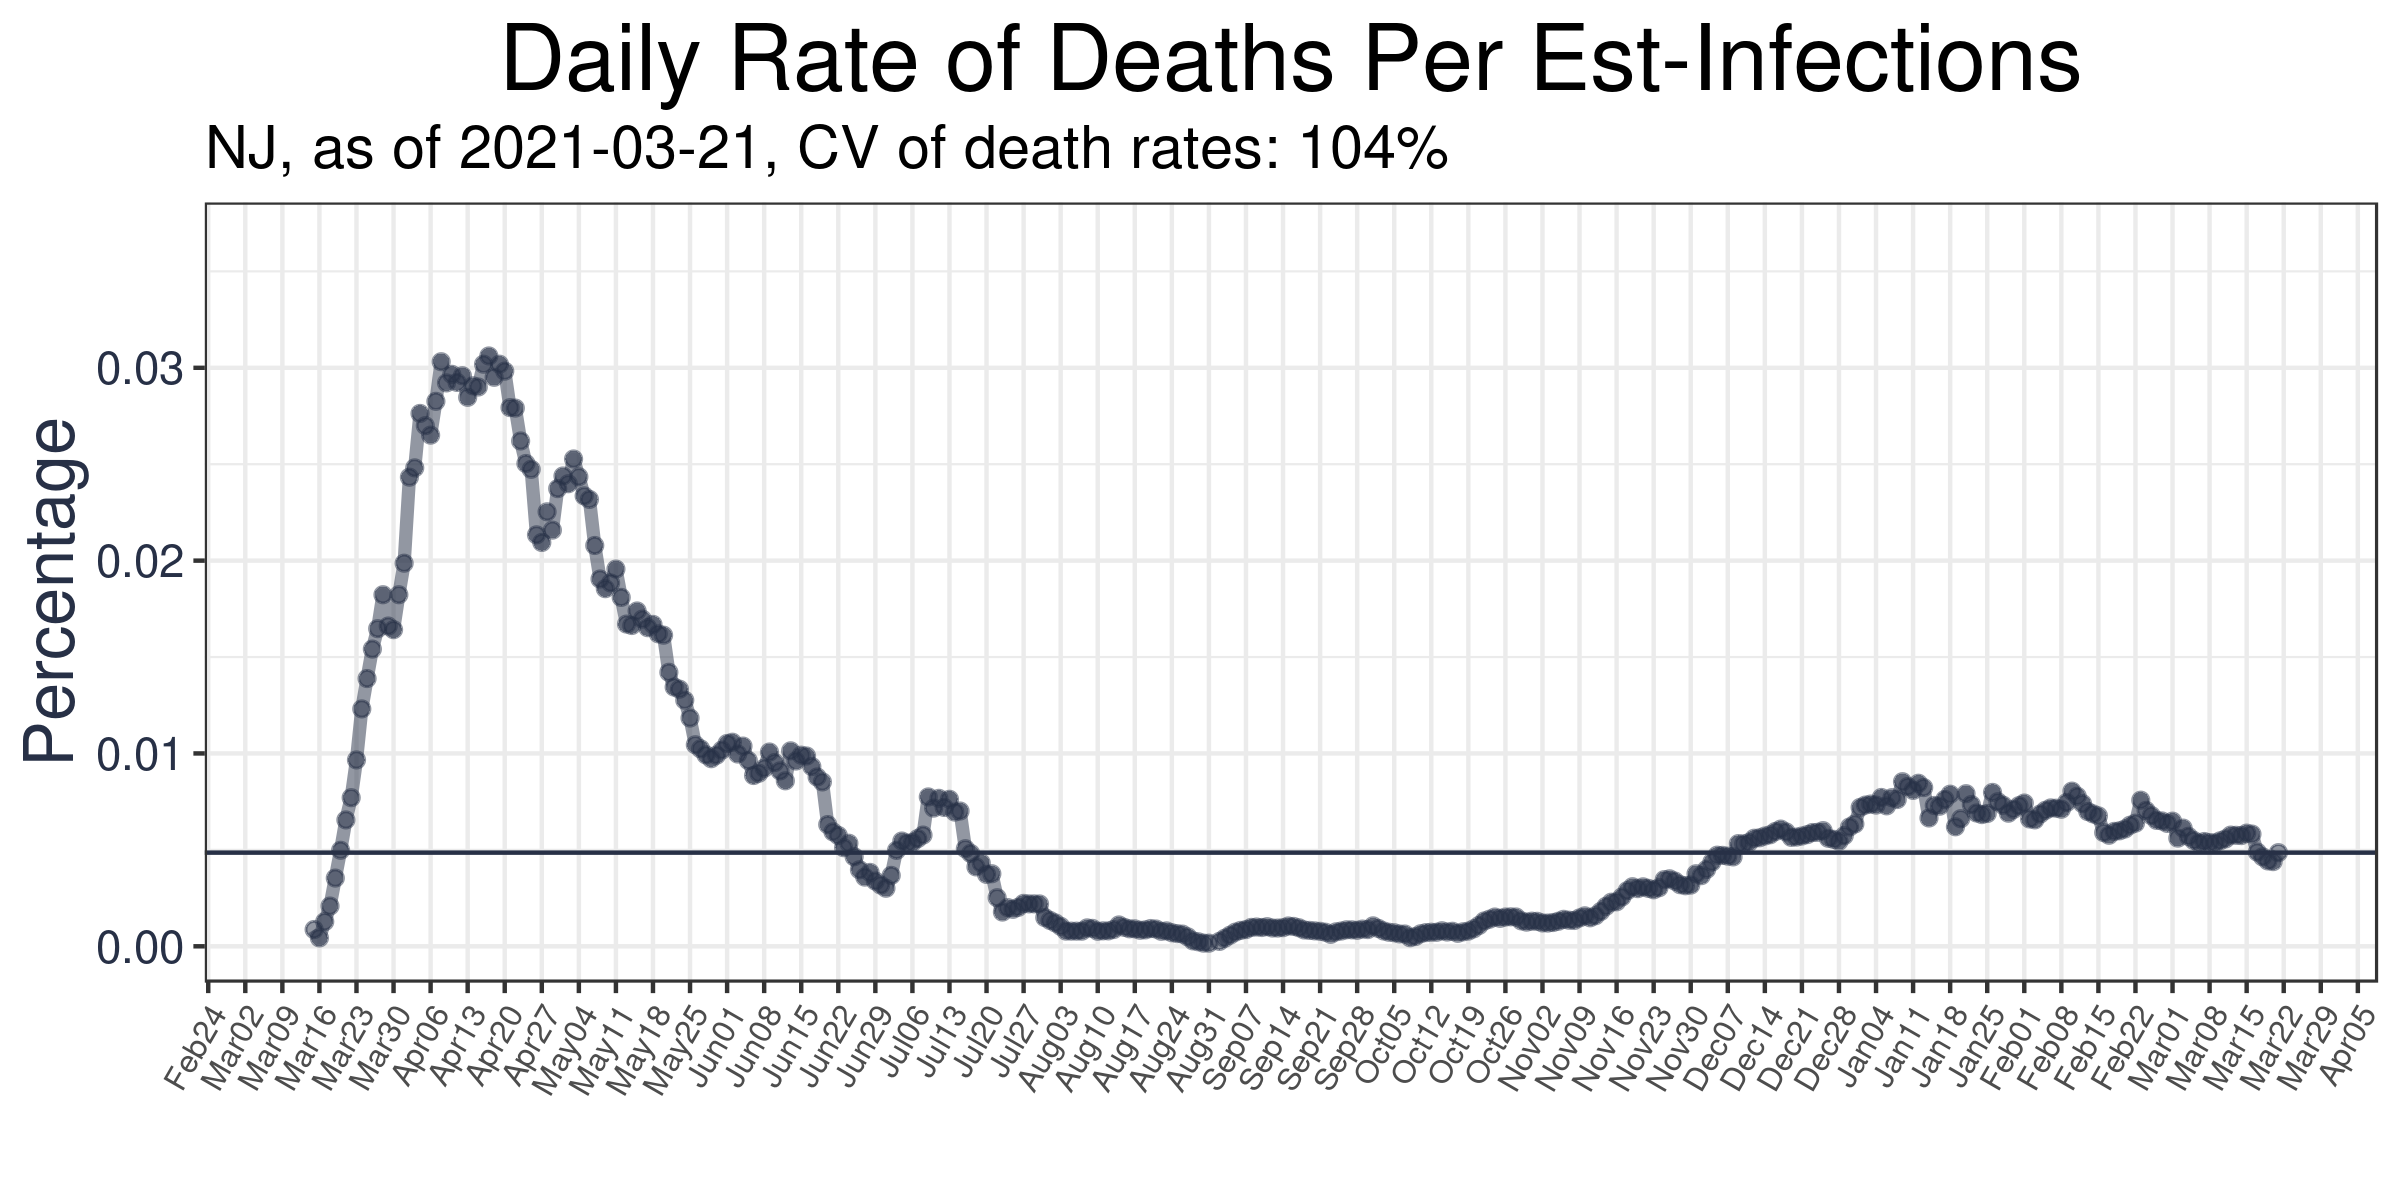 Daily Rate of Deaths Per Est-Infections
NJ, as of 2021-03-21, CV of death rates: 104%
Percentage
0.03
0.02
0.01
0.00
Feb24
Mar02
Mar09
Mar16
Mar23
Mar30
Apr06
Apr13
Apr20
Apr27
May04
May11
May18
May25
Jun01
Jun08
Jun15
Jun22
Jun29
Jul06
Jul13
Jul20
Jul27
Aug03
Aug10
Aug17
Aug24
Aug31
Sep07
Sep14
Sep21
Sep28
Oct05
Oct12
Oct19
Oct26
Nov02
Nov09
Nov16
Nov23
Nov30
Dec07
Dec14
Dec21
Dec28
Jan04
Jan11
Jan18
Jan25
Feb01
Feb08
Feb15
Feb22
Mar01
Mar08
Mar15
Mar22
Mar29
Apr05